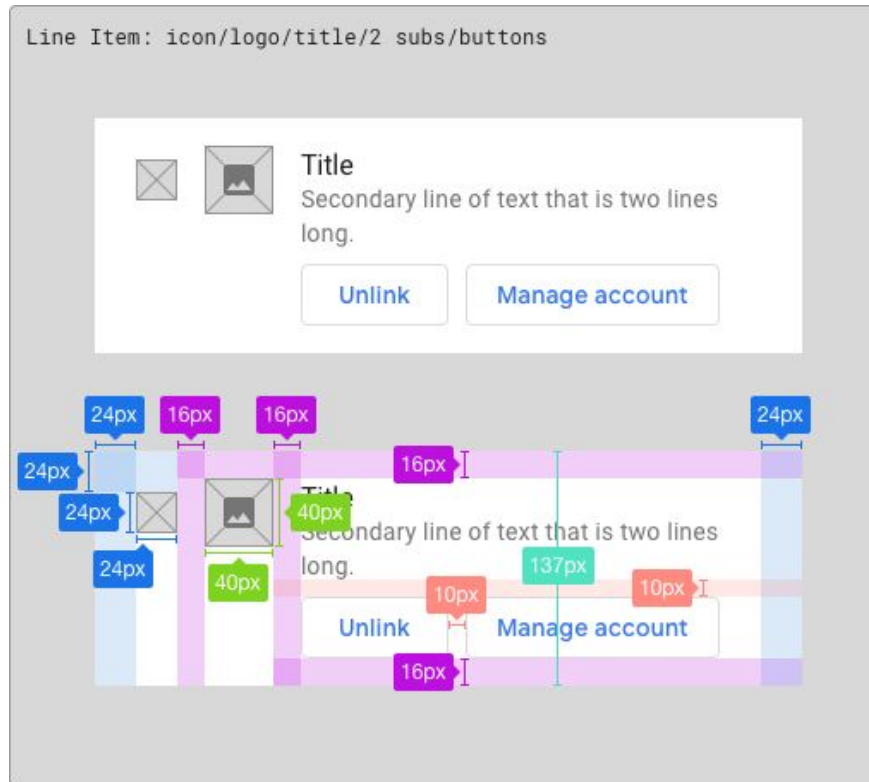 Line Item: icon/logo/title/2 subs/buttons
Title
Secondary line of text that is two lines
long.
Unlink
Manage account
24px
16px
16px
24px
24px
16px
24px
Title
40px
Secondary line of text that is two lines
long.
24px
40px
137px
10px
10px
Unlink
Manage account
16px